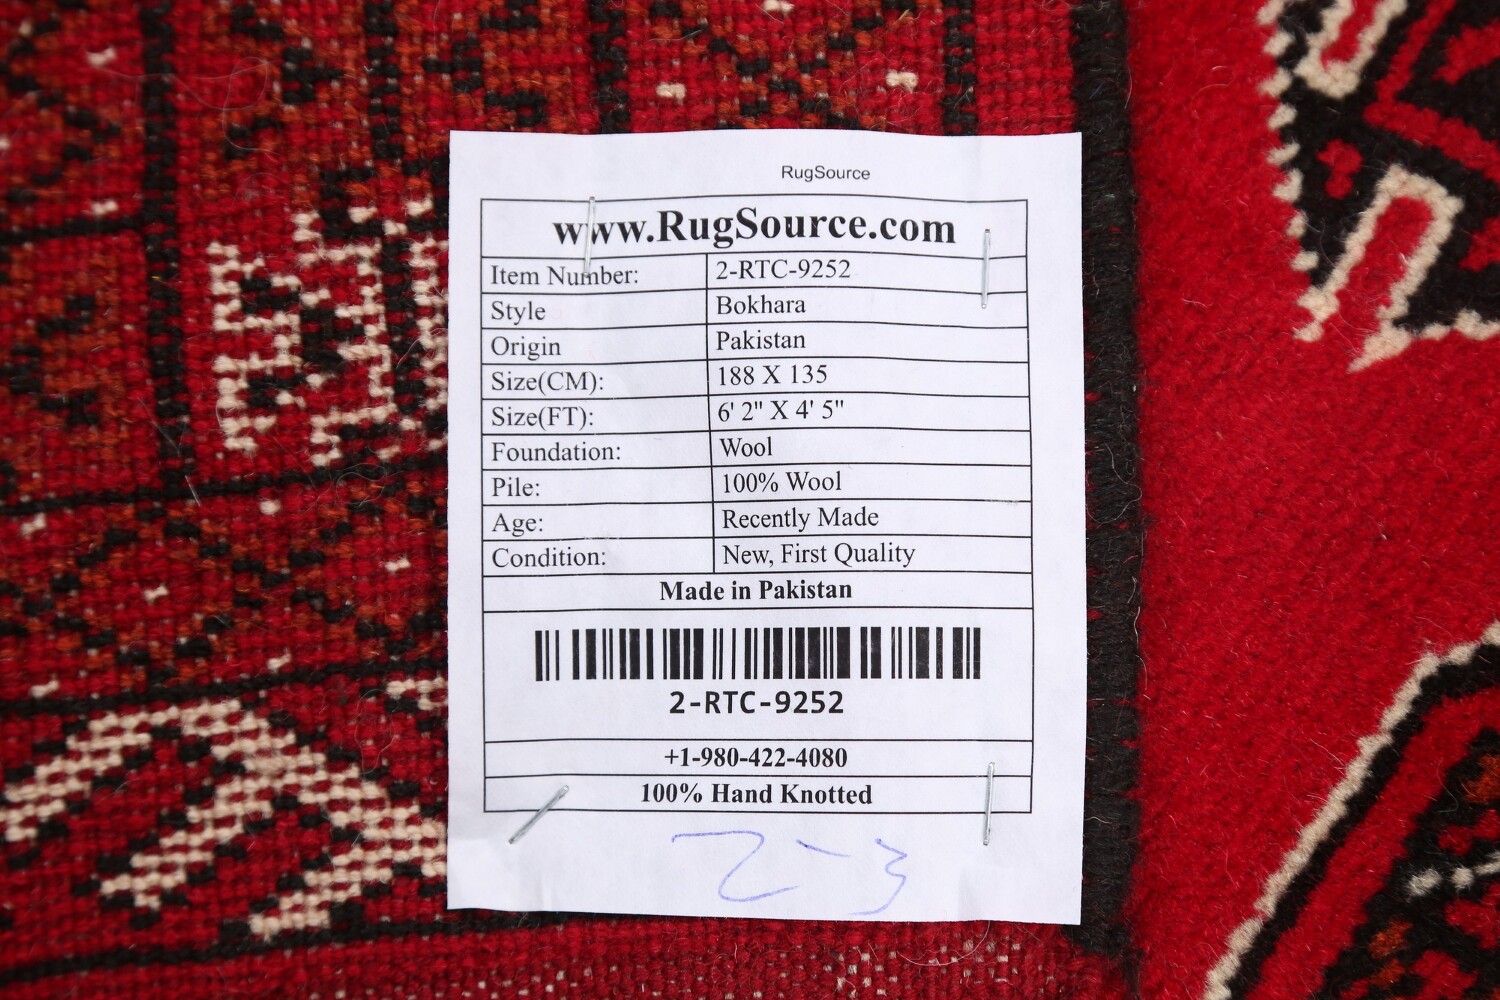 RugSource
www.RugSource.com
Item Number: 2-RTC-9252
Style Bokhara
Origin Pakistan
Size(CM): 188 X 135
Size(FT): 6' 2" X 4' 5"
Foundation: Wool
Pile: 100% Wool
Age: Recently Made
Condition: New, First Quality
Made in Pakistan
2-RTC-9252
+1-980-422-4080
100% Hand Knotted
2-3